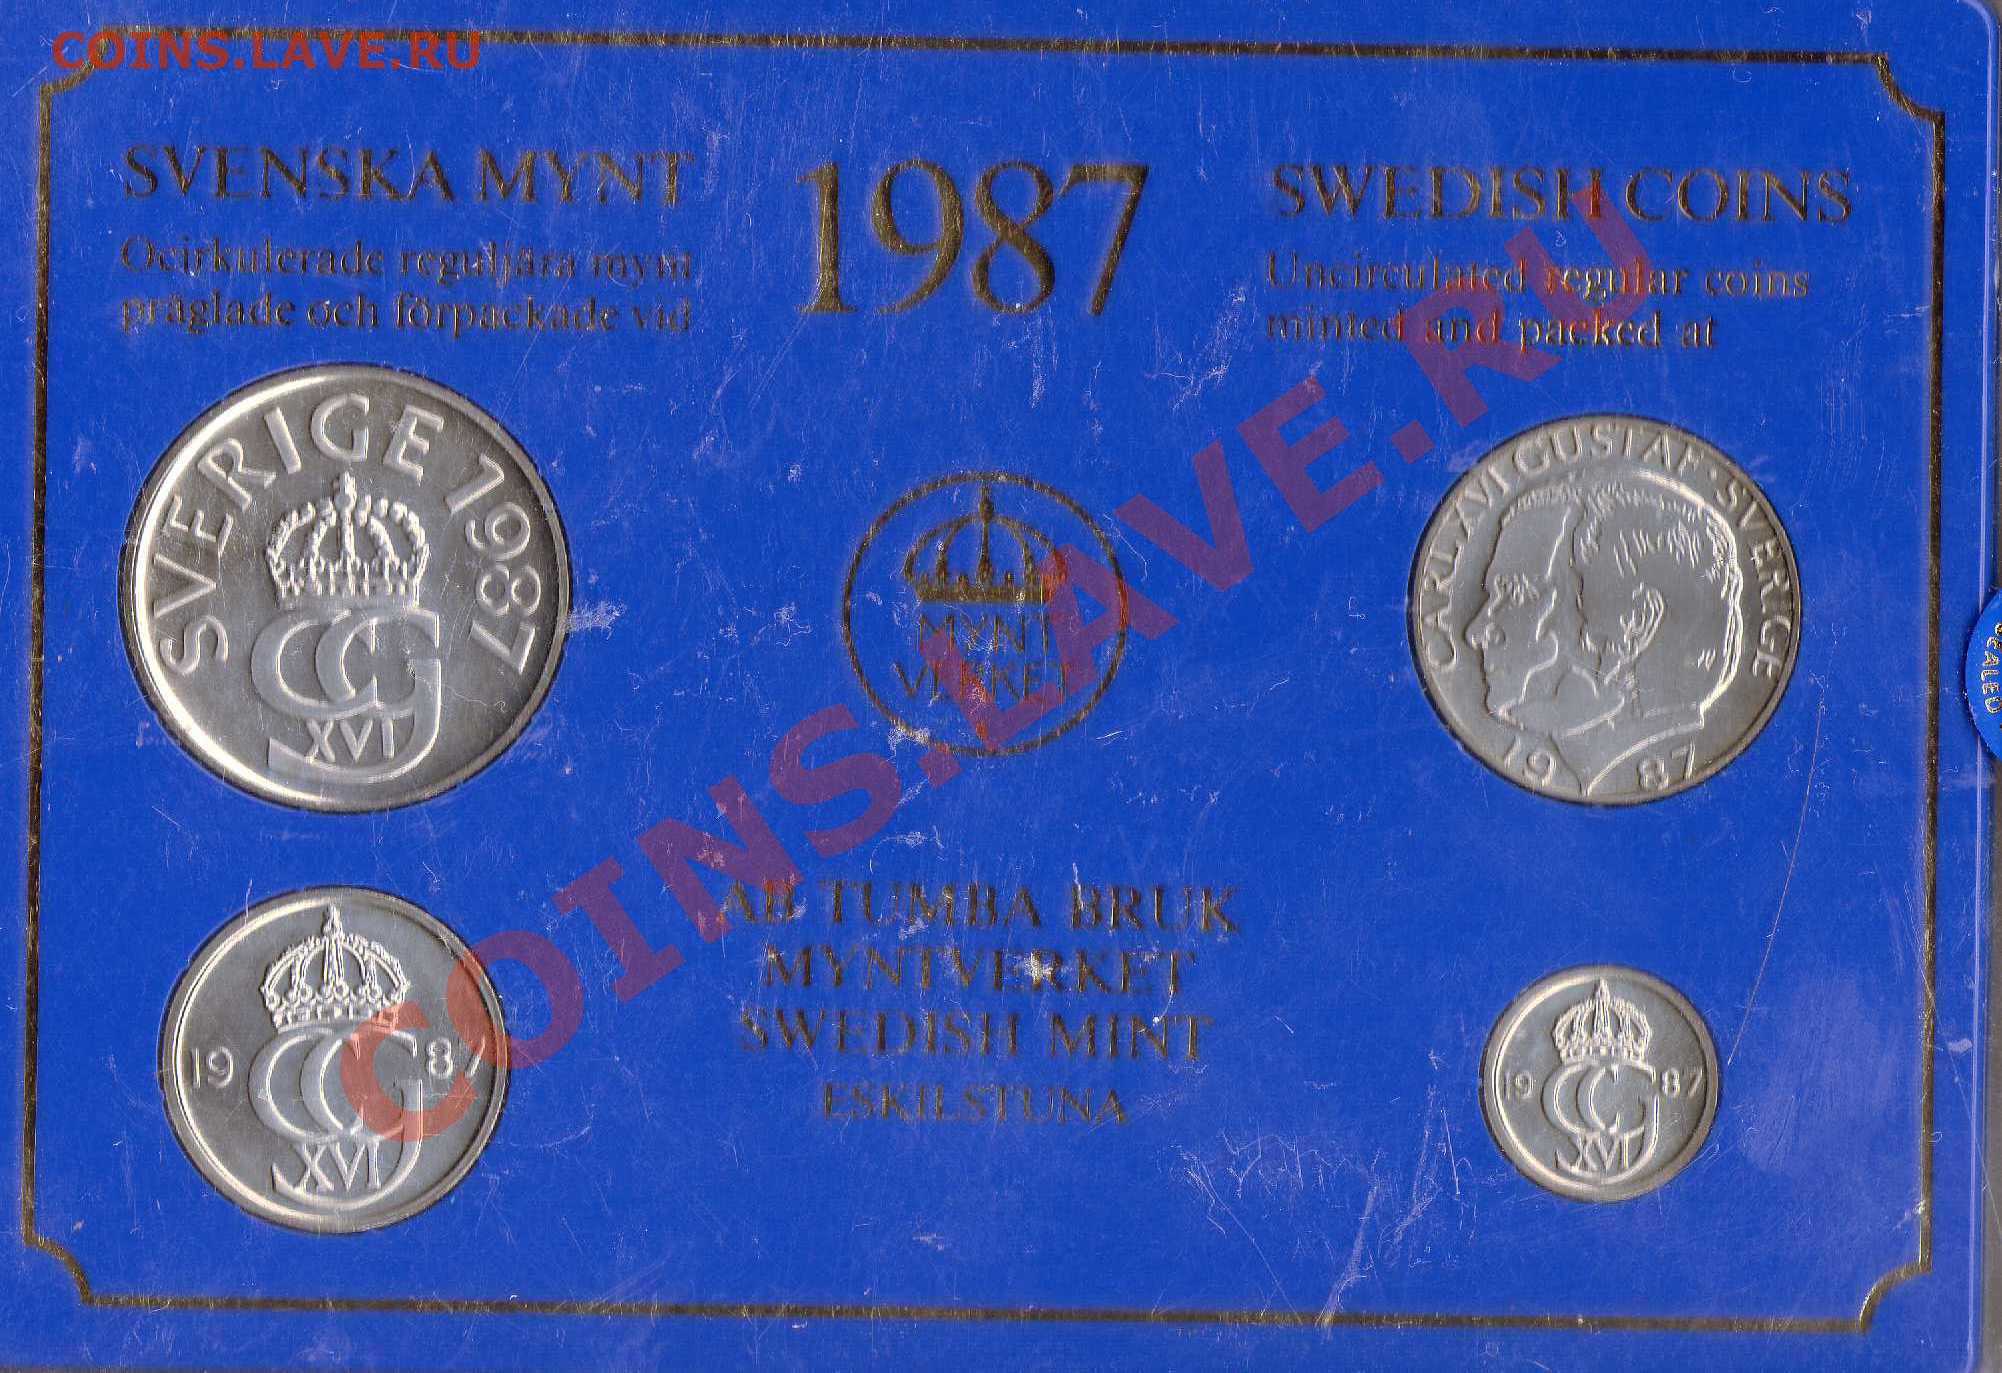 COINS.LAVE.RU
SVENSKA MYNT
Ocirkulerade reguljära mynt
präglade och förpackade vid
1987
SWEDISH COINS
Uncirculated regular coins
minted and packed at
SVERIGE 1987
XVI
MYNT
VERKET
CARL XVI GUSTAF · SVERIGE
19 87
SEALED
COINS.LAVE.RU
AB TUMBA BRUK
MYNTVERKET
SWEDISH MINT
ESKILSTUNA
19 87
XVI
19 87
XVI